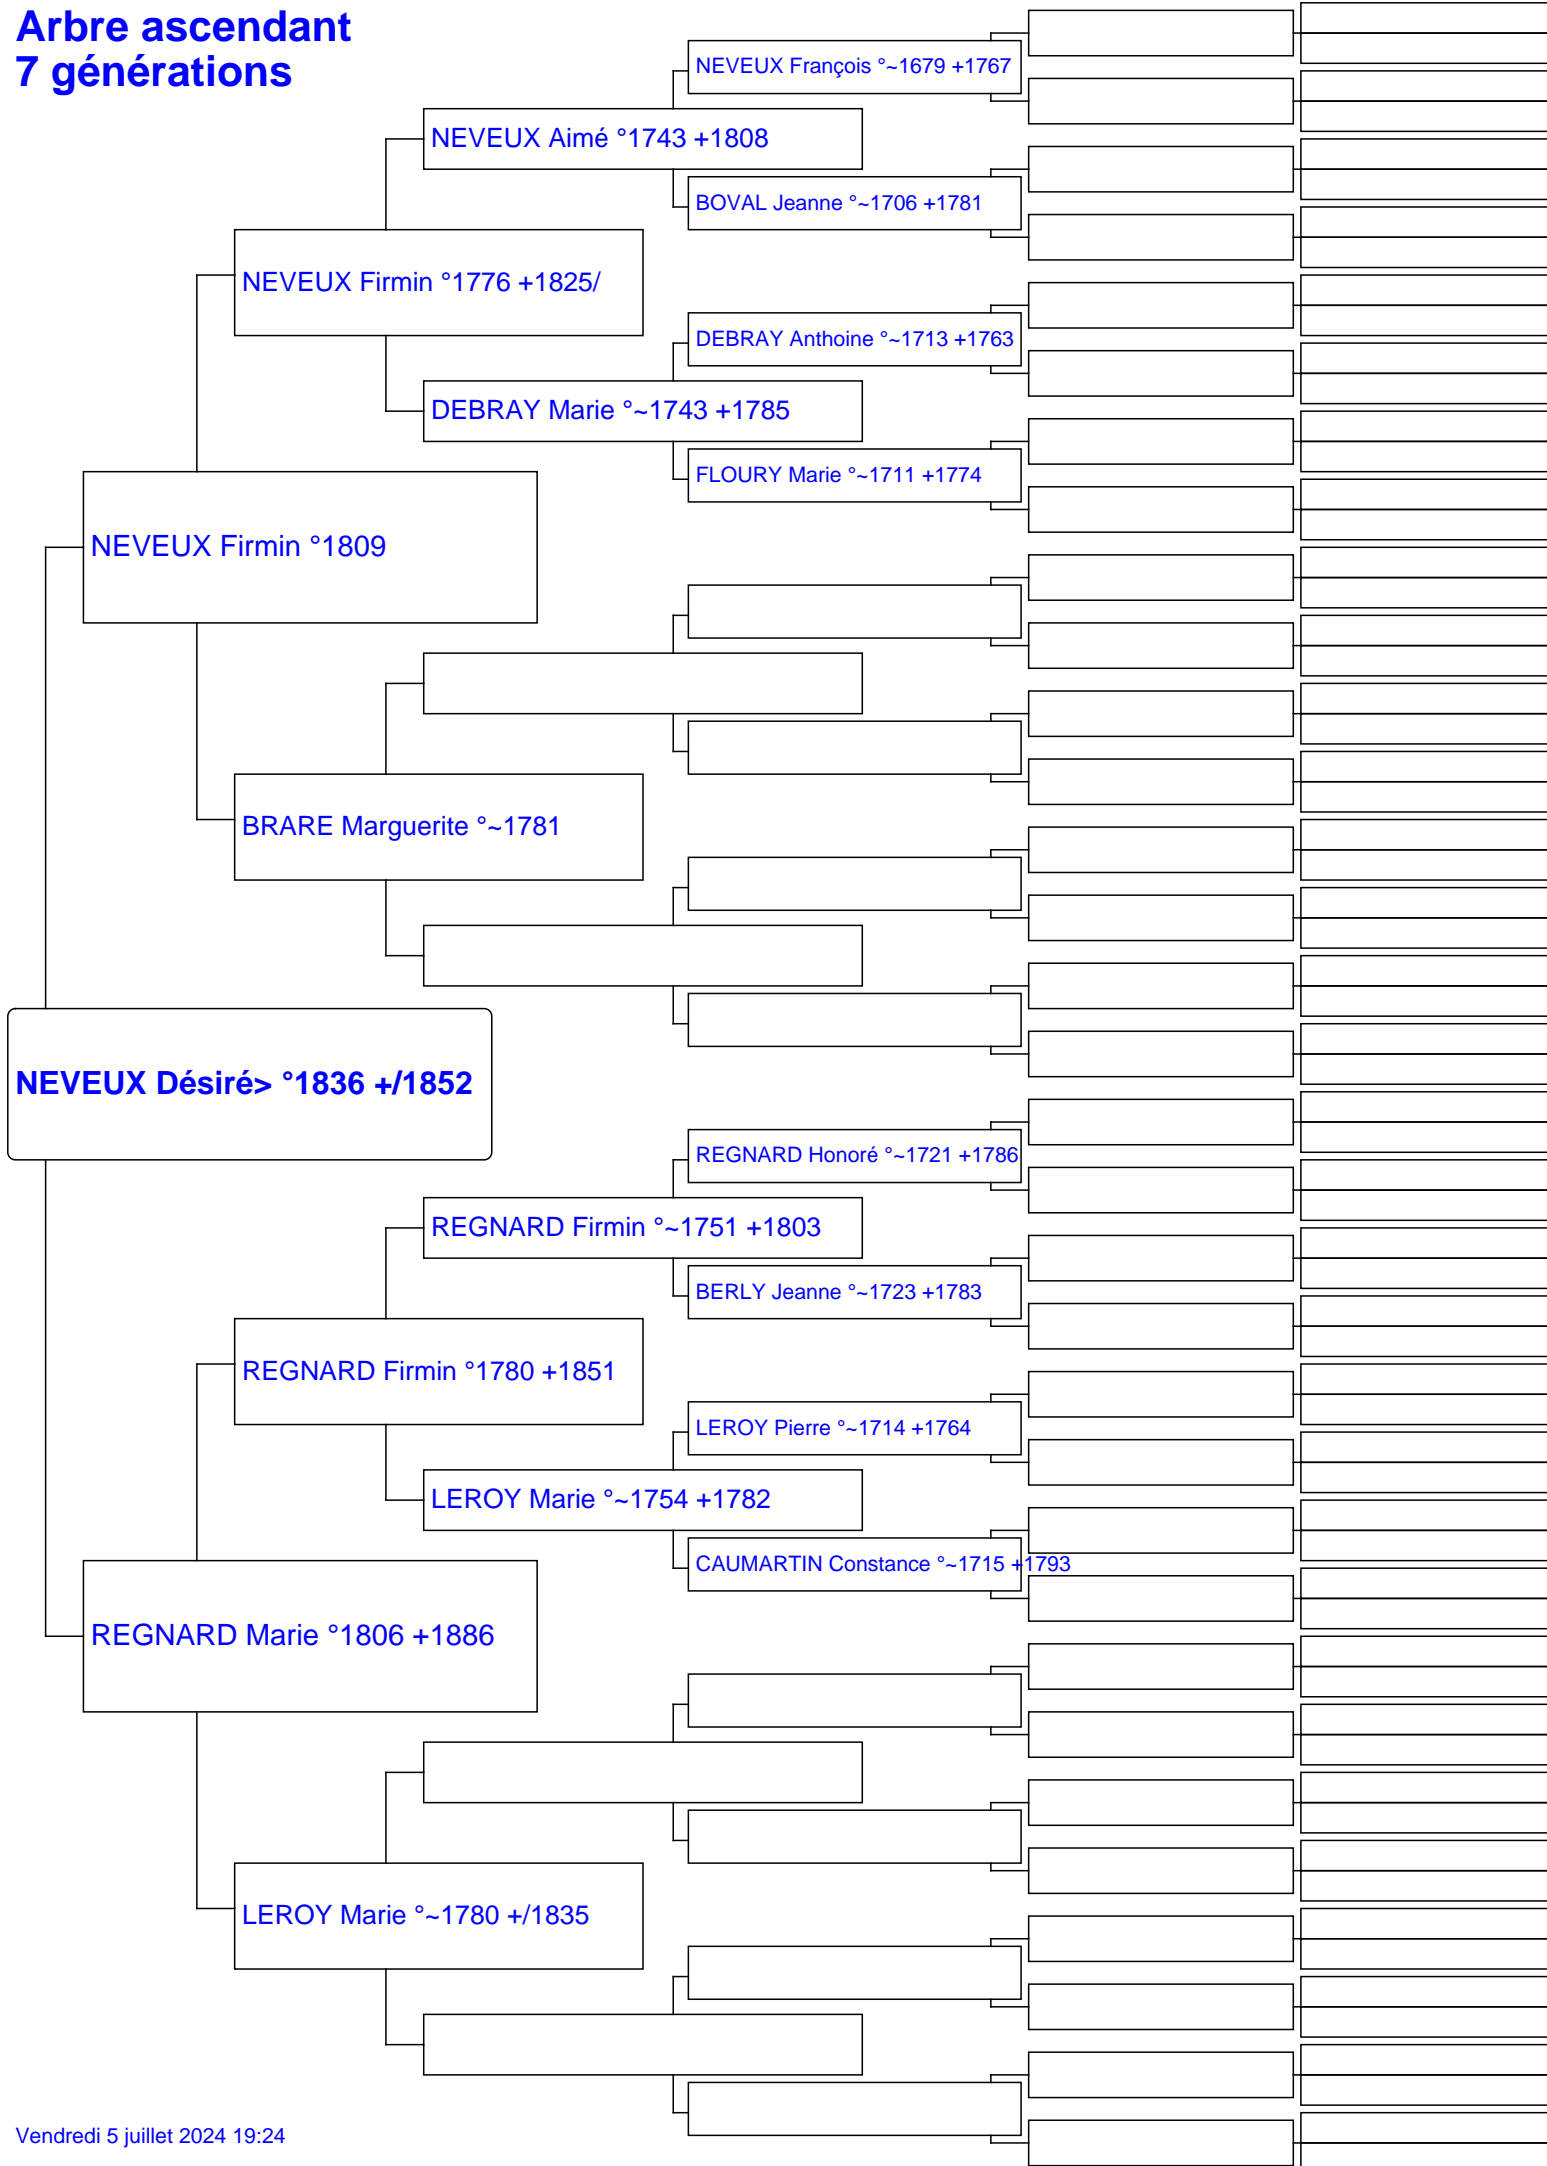 Arbre ascendant
7 générations
NEVEUX François °~1679 +1767
NEVEUX Aimé °1743 +1808
BOVAL Jeanne °~1706 +1781
NEVEUX Firmin °1776 +1825/
DEBRAY Anthoine °~1713 +1763
DEBRAY Marie °~1743 +1785
FLOURY Marie °~1711 +1774
NEVEUX Firmin °1809
BRARE Marguerite °~1781
NEVEUX Désiré> °1836 +/1852
REGNARD Honoré °~1721 +1786
REGNARD Firmin °~1751 +1803
BERLY Jeanne °~1723 +1783
REGNARD Firmin °1780 +1851
LEROY Pierre °~1714 +1764
LEROY Marie °~1754 +1782
CAUMARTIN Constance °~1715 +1793
REGNARD Marie °1806 +1886
LEROY Marie °~1780 +/1835
Vendredi 5 juillet 2024 19:24